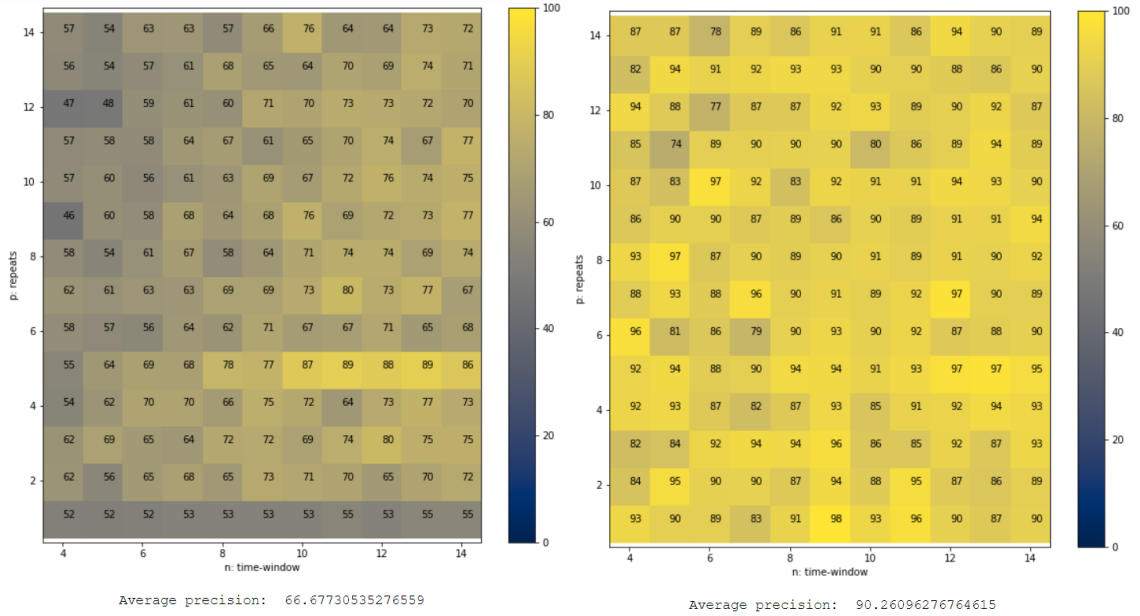 14 57 54 63 63 57 66 76 64 64 73 72
56 54 57 61 68 65 64 70 69 74 71
12 47 48 59 61 60 71 70 73 73 72 70
57 58 58 64 67 61 65 70 74 67 77
10 57 60 56 61 63 69 67 72 76 74 75
46 60 58 68 64 68 76 69 72 73 77
8 58 54 61 67 58 64 71 74 74 69 74
62 61 63 63 69 69 73 80 73 77 67
6 58 57 56 64 62 71 67 67 71 65 68
55 64 69 68 78 77 87 89 88 89 86
4 54 62 70 70 66 75 72 64 73 77 73
62 69 65 64 72 72 69 74 80 75 75
2 62 56 65 68 65 73 71 70 65 70 72
52 52 52 53 53 53 53 55 53 55 55
4 6 8 10 12 14
n: time-window
p: repeats
100
80
60
40
20
0
Average precision: 66.67730535276559
14 87 87 78 89 86 91 91 86 94 90 89
82 94 91 92 93 93 90 90 88 86 90
12 94 88 77 87 87 92 93 89 90 92 87
85 74 89 90 90 90 80 86 89 94 89
10 87 83 97 92 83 92 91 91 94 93 90
86 90 90 87 89 86 90 89 91 91 94
8 93 97 87 90 89 90 91 89 91 90 92
88 93 88 96 90 91 89 92 97 90 89
6 96 81 86 79 90 93 90 92 87 88 90
92 94 88 90 94 94 91 93 97 97 95
4 92 93 87 82 87 93 85 91 92 94 93
82 84 92 94 94 96 86 85 92 87 93
2 84 95 90 90 87 94 88 95 87 86 89
93 90 89 83 91 98 93 96 90 87 90
4 6 8 10 12 14
n: time-window
p: repeats
100
80
60
40
20
0
Average precision: 90.26096276764615